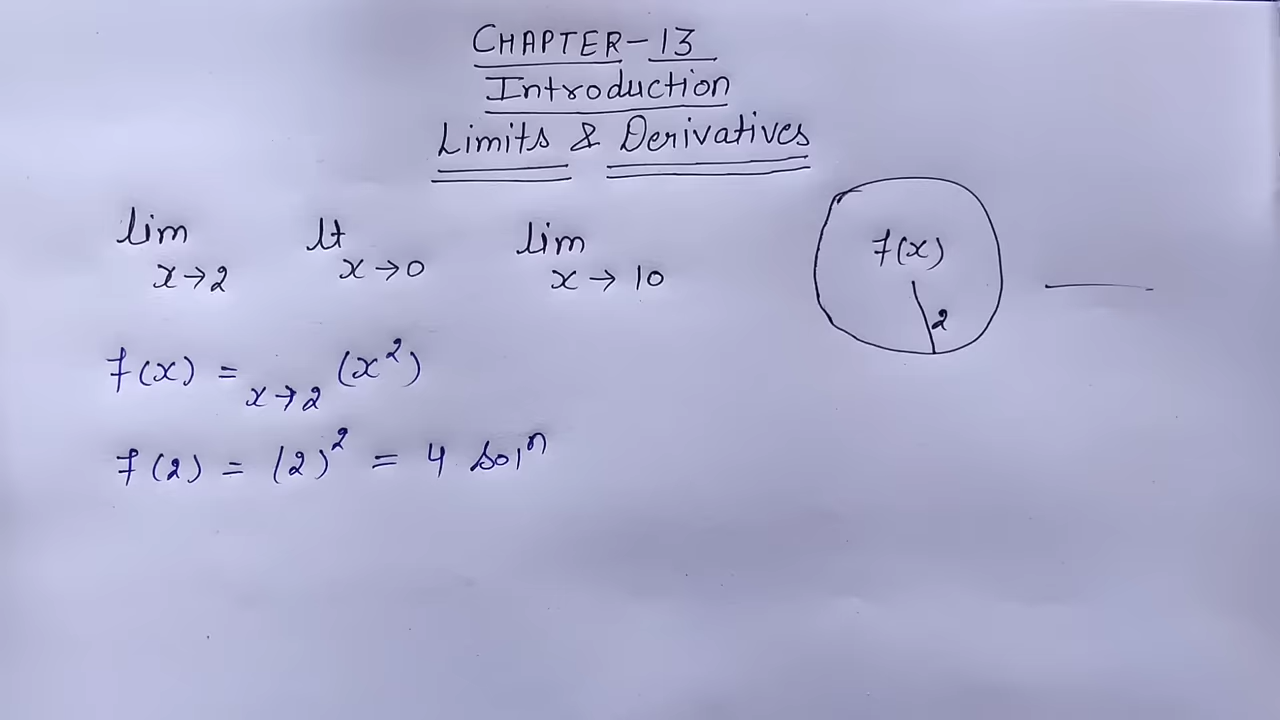 CHAPTER-13
Introduction
Limits & Derivatives
lim x→2 lt x→0 lim x→10
f(x)
2
f(x) = x→2 (x²)
f(2) = (2)² = 4 solⁿ